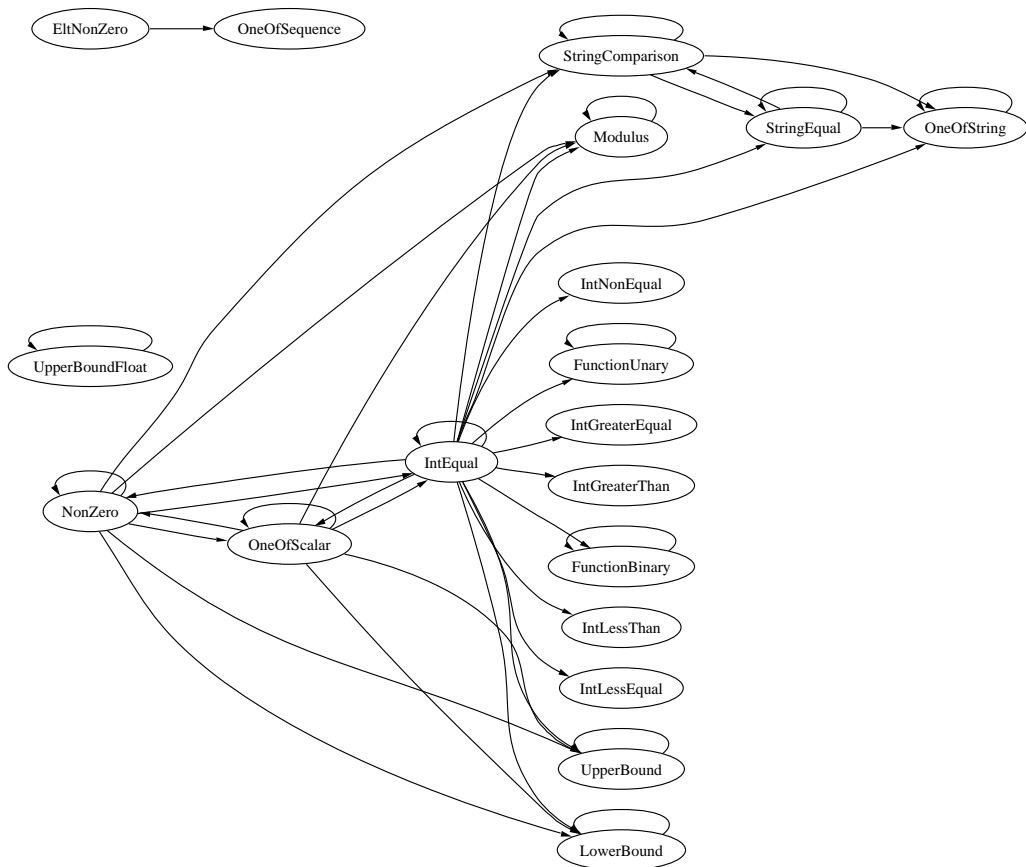 EltNonZero
OneOfSequence
StringComparison
StringEqual
OneOfString
Modulus
IntNonEqual
UpperBoundFloat
FunctionUnary
IntGreaterEqual
IntEqual
IntGreaterThan
NonZero
OneOfScalar
FunctionBinary
IntLessThan
IntLessEqual
UpperBound
LowerBound